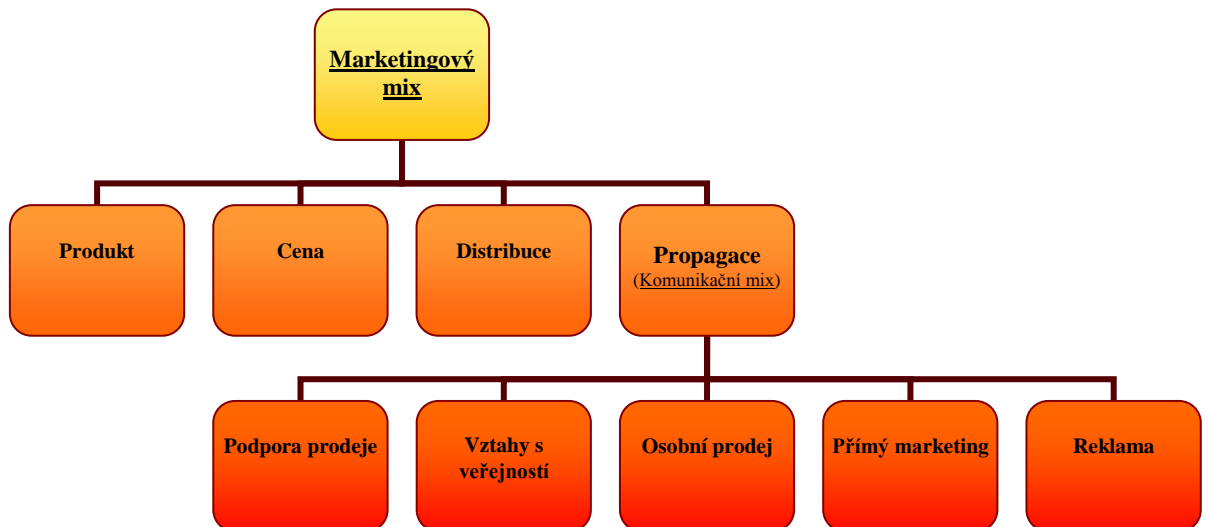 Marketingový
mix
Produkt
Cena
Distribuce
Propagace
(Komunikační mix)
Podpora prodeje
Vztahy s
veřejností
Osobní prodej
Přímý marketing
Reklama